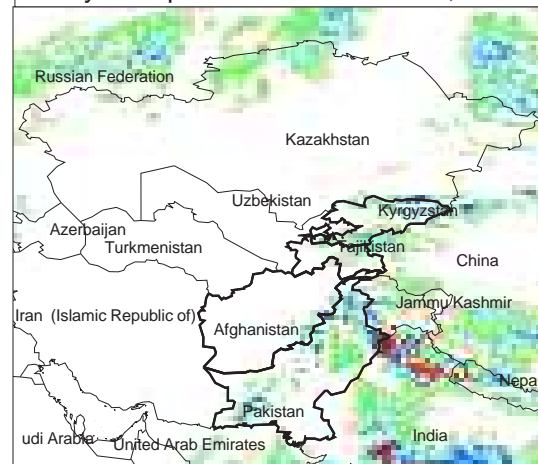 Russian Federation
Kazakhstan
Uzbekistan
Kyrgyzstan
Azerbaijan
Turkmenistan
Tajikistan
China
Iran (Islamic Republic of)
Jammu Kashmir
Afghanistan
Nepa
Pakistan
udi Arabia
United Arab Emirates
India